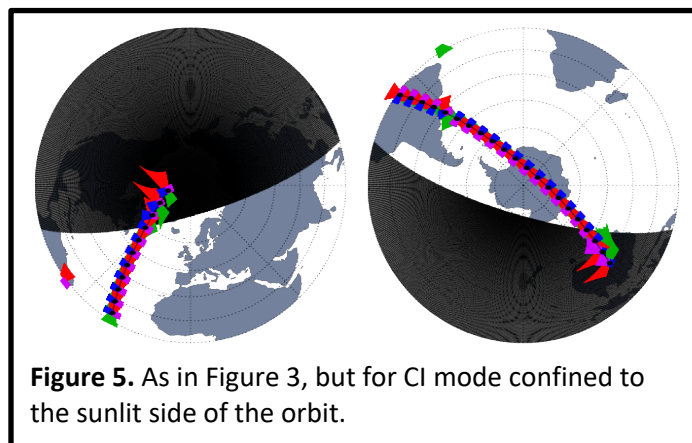 Figure 5. As in Figure 3, but for CI mode confined to
the sunlit side of the orbit.